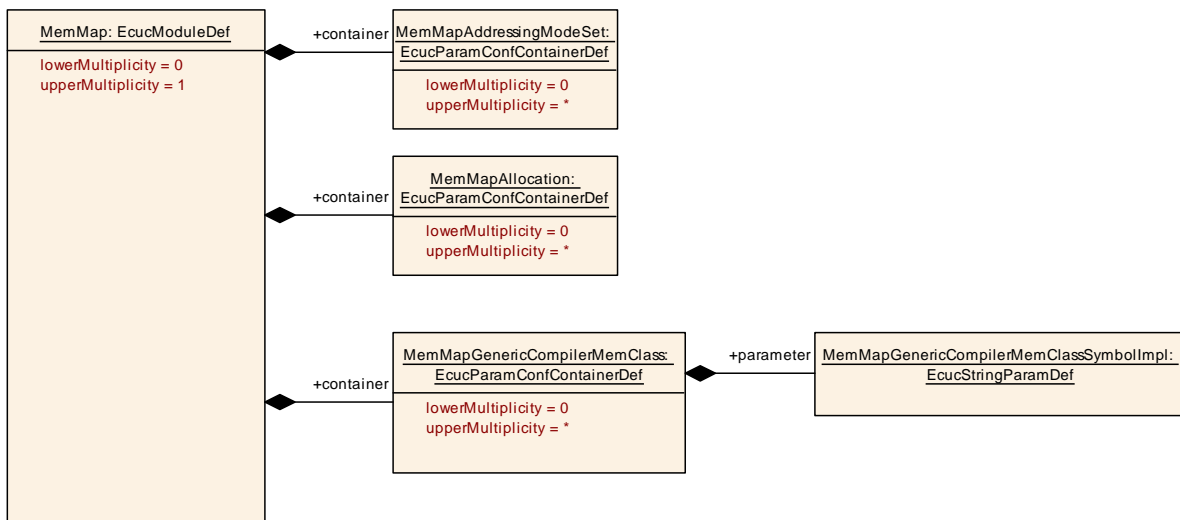 MemMap: EcucModuleDef
lowerMultiplicity = 0
upperMultiplicity = 1
+container
MemMapAddressingModeSet:
EcucParamConfContainerDef
lowerMultiplicity = 0
upperMultiplicity = *
+container
MemMapAllocation:
EcucParamConfContainerDef
lowerMultiplicity = 0
upperMultiplicity = *
+container
MemMapGenericCompilerMemClass:
EcucParamConfContainerDef
lowerMultiplicity = 0
upperMultiplicity = *
+parameter
MemMapGenericCompilerMemClassSymbolImpl:
EcucStringParamDef